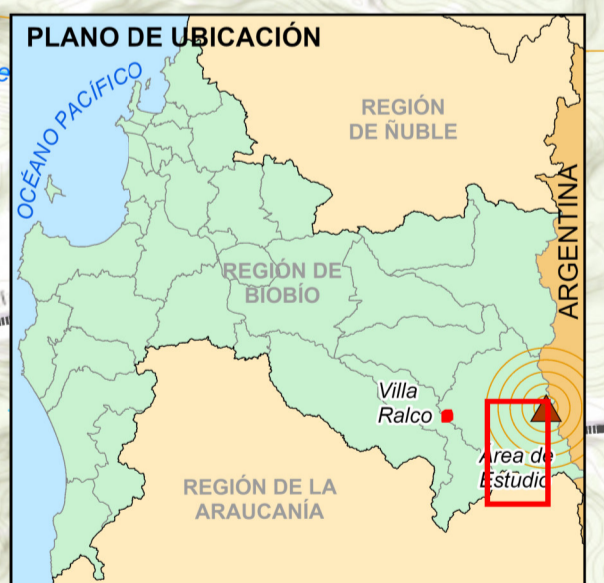 PLANO DE UBICACIÓN
OCÉANO PACÍFICO
REGIÓN
DE ÑUBLE
ARGENTINA
REGIÓN DE
BIOBÍO
Villa
Ralco
Área de
Estudio
REGIÓN DE LA
ARAUCANÍA